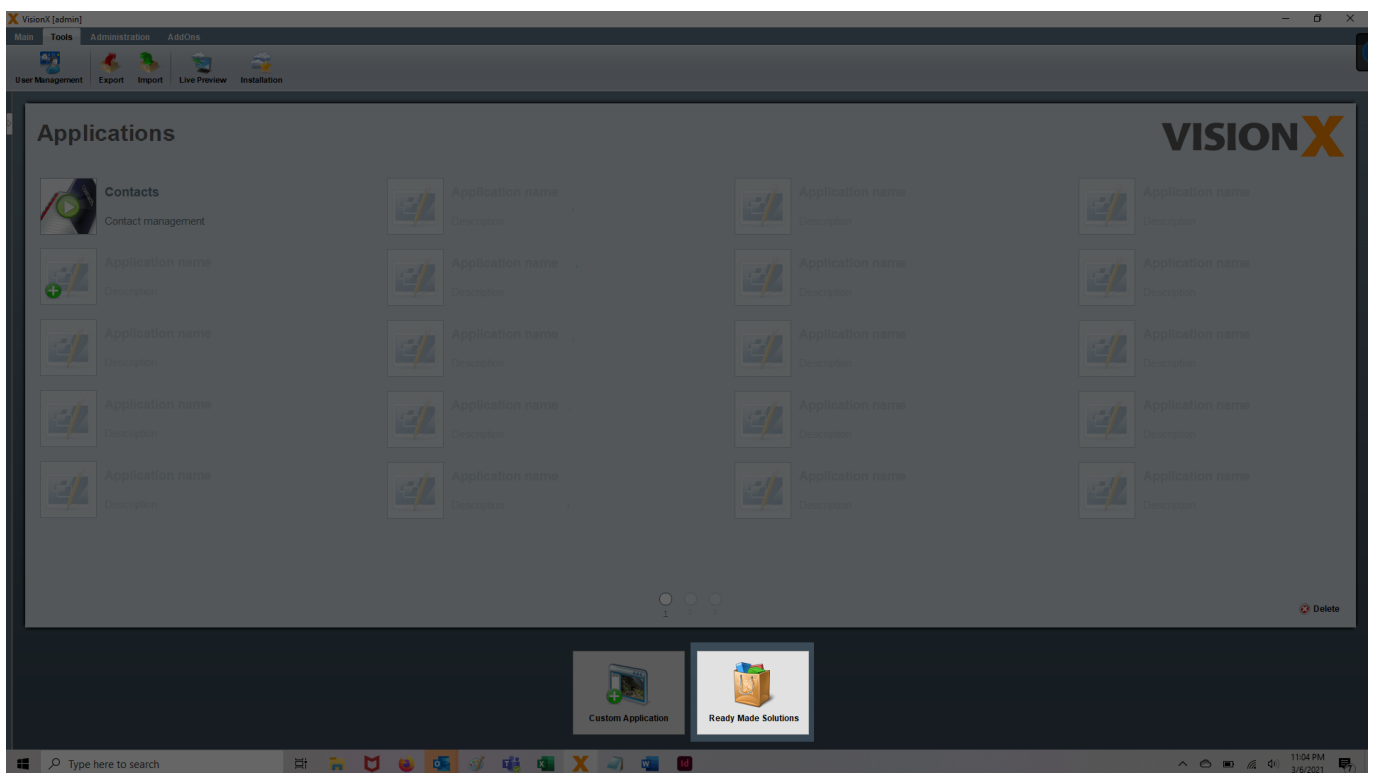 VisionX [admin]
Main Tools Administration AddOns
User Management Export Import Live Preview Installation
Applications
VISIONX
Contacts
Contact management
Application name
Description
Application name
Description
Application name
Description
Application name
Description
Application name
Description
Application name
Description
Application name
Description
Application name
Description
Application name
Description
Application name
Description
Application name
Description
Application name
Description
Application name
Description
Application name
Description
Application name
Description
Application name
Description
Application name
Description
Application name
Description
Application name
Description
1
Delete
Custom Application
Ready Made Solutions
Type here to search
11:04 PM
3/6/2021